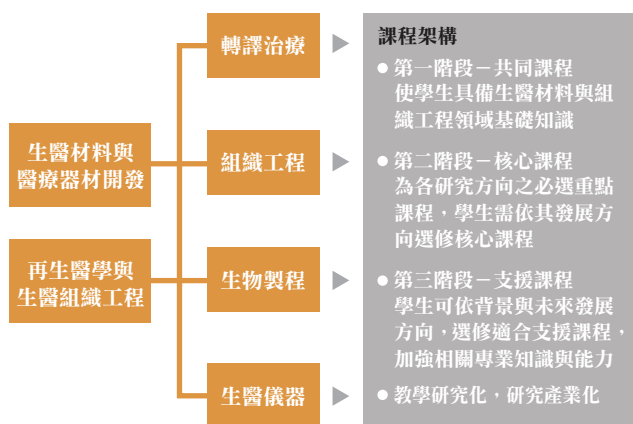 生醫材料與
醫療器材開發
再生醫學與
生醫組織工程
轉譯治療
組織工程
生物製程
生醫儀器
課程架構
● 第一階段－共同課程
使學生具備生醫材料與組
織工程領域基礎知識
● 第二階段－核心課程
為各研究方向之必選重點
課程，學生需依其發展方
向選修核心課程
● 第三階段－支援課程
學生可依背景與未來發展
方向，選修適合支援課程，
加強相關專業知識與能力
● 教學研究化，研究產業化